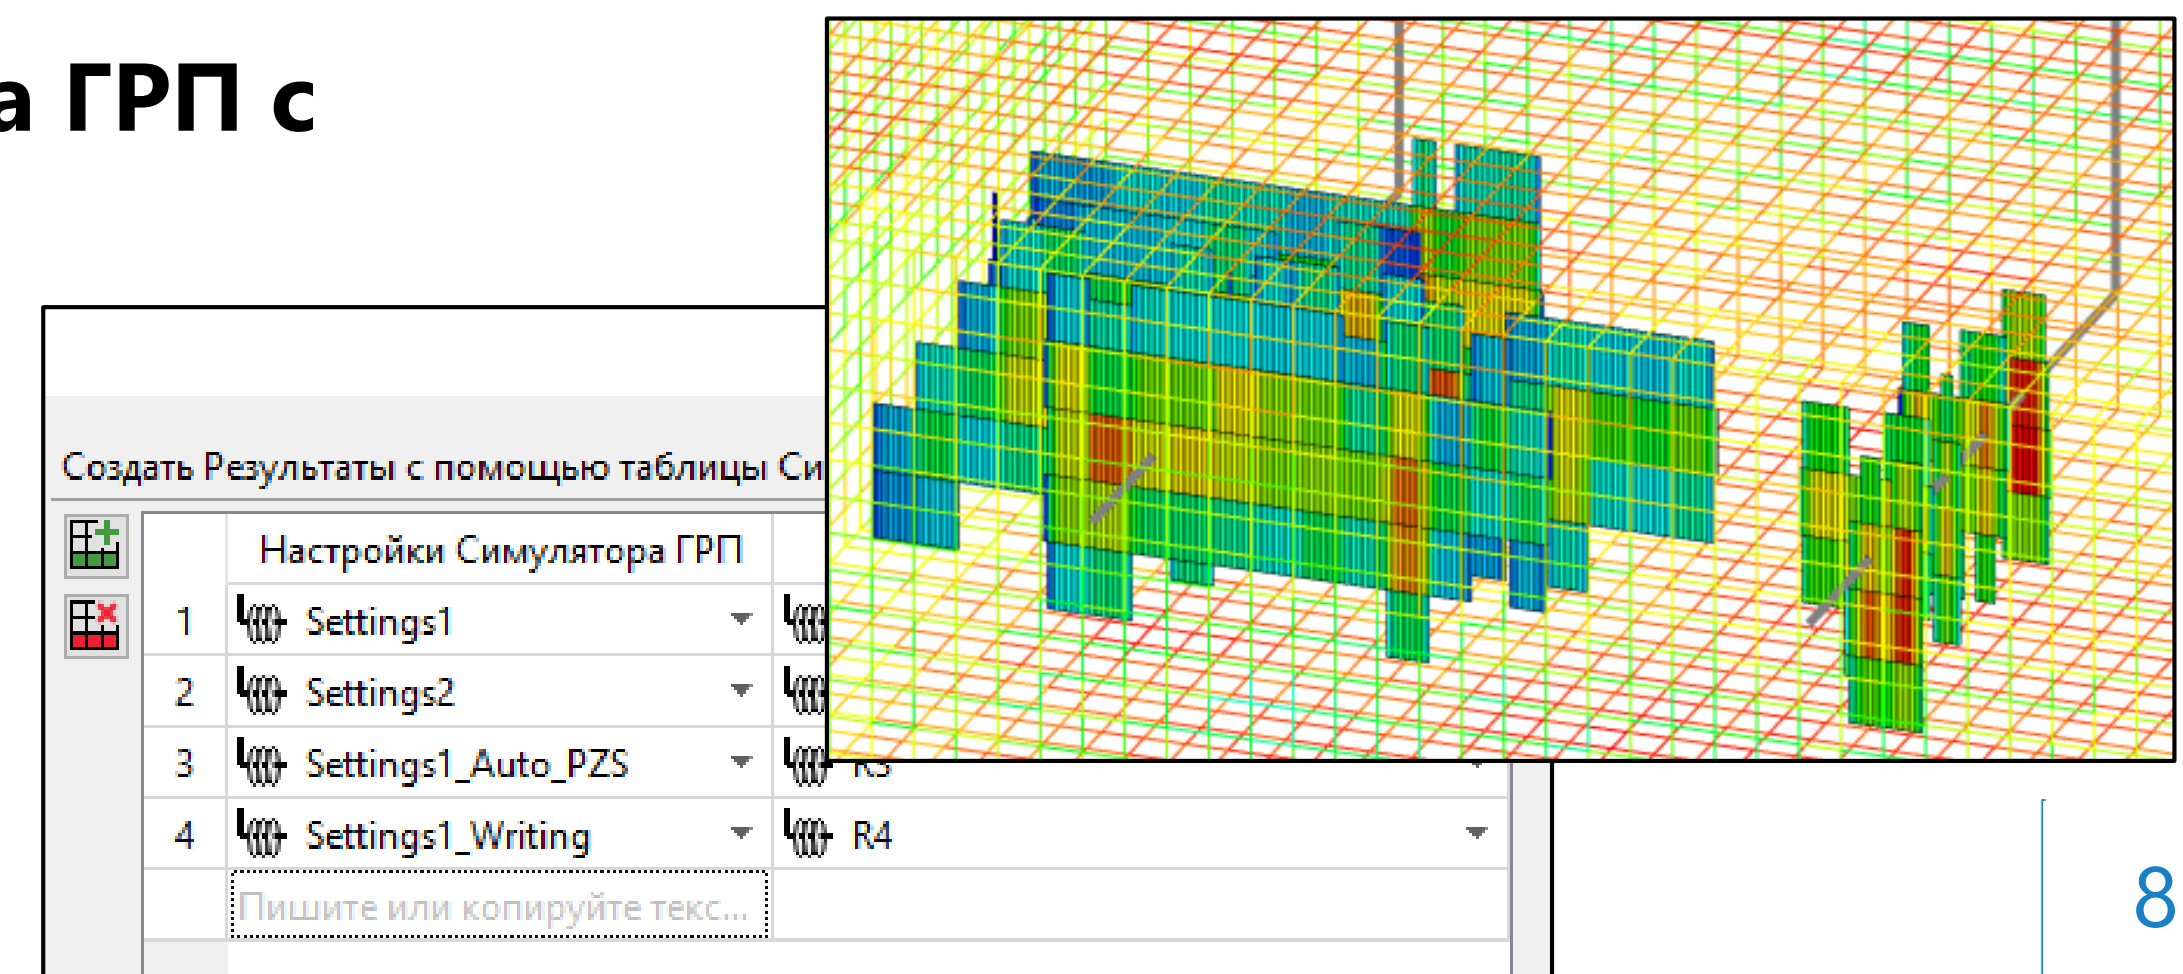 а ГРП с
Создать Результаты с помощью таблицы Си
Настройки Симулятора ГРП
1 Settings1
2 Settings2
3 Settings1_Auto_PZS R3
4 Settings1_Writing R4
Пишите или копируйте текс...
8